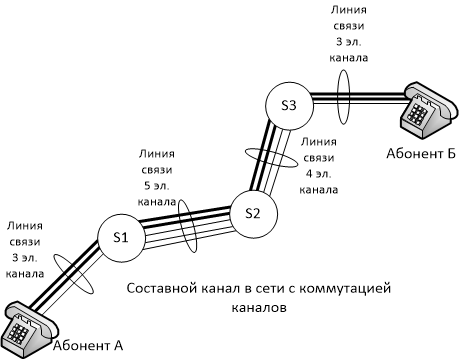 Линия
связи
3 эл.
канала
S3
Абонент Б
Линия
связи
4 эл.
канала
Линия
связи
5 эл.
канала
S2
S1
Линия
связи
3 эл.
канала
Составной канал в сети с коммутацией
каналов
Абонент А